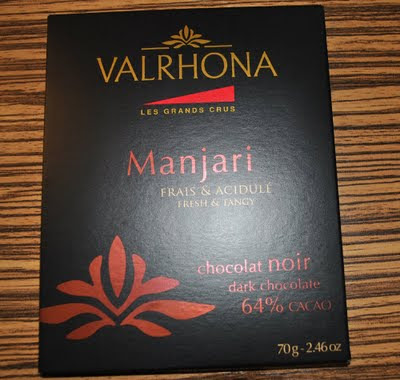 VALRHONA
LES GRANDS CRUS
Manjari
FRAIS & ACIDULÉ
FRESH & TANGY
chocolat noir
dark chocolate
64% CACAO
70g - 2.46 oz